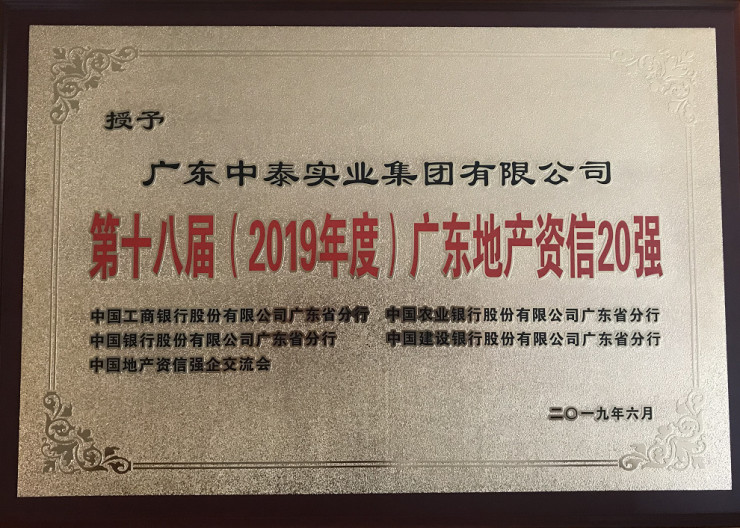 授予
广东中泰实业集团有限公司
第十八届（2019年度）广东地产资信20强
中国工商银行股份有限公司广东省分行 中国农业银行股份有限公司广东省分行
中国银行股份有限公司广东省分行 中国建设银行股份有限公司广东省分行
中国地产资信强企交流会
二〇一九年六月